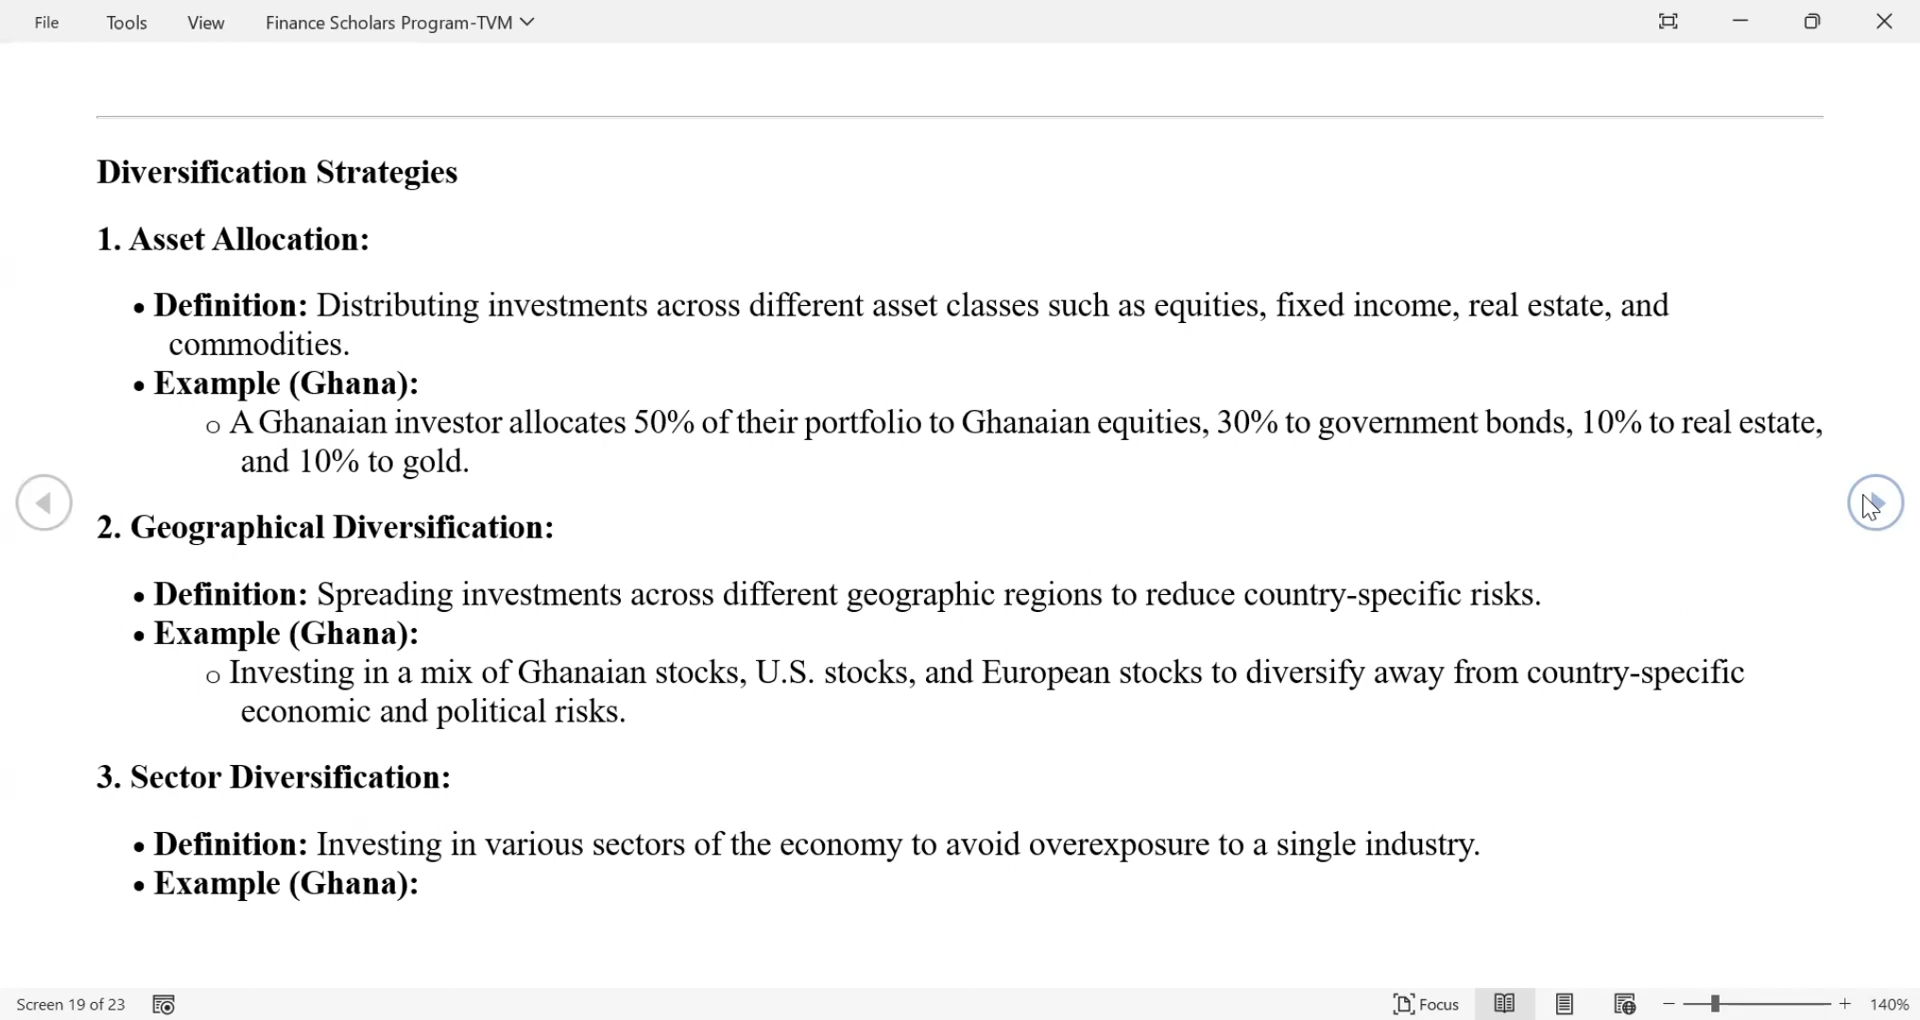 File Tools View Finance Scholars Program-TVM
Diversification Strategies
1. Asset Allocation:
• Definition: Distributing investments across different asset classes such as equities, fixed income, real estate, and
commodities.
• Example (Ghana):
o A Ghanaian investor allocates 50% of their portfolio to Ghanaian equities, 30% to government bonds, 10% to real estate,
and 10% to gold.
2. Geographical Diversification:
• Definition: Spreading investments across different geographic regions to reduce country-specific risks.
• Example (Ghana):
o Investing in a mix of Ghanaian stocks, U.S. stocks, and European stocks to diversify away from country-specific
economic and political risks.
3. Sector Diversification:
• Definition: Investing in various sectors of the economy to avoid overexposure to a single industry.
• Example (Ghana):
Screen 19 of 23 Focus 140%